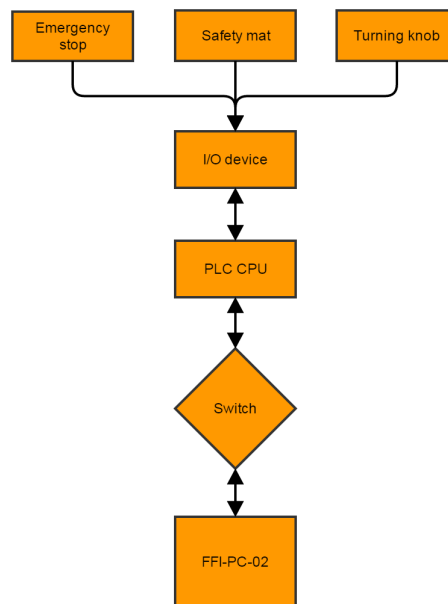 Emergency
stop
Safety mat
Turning knob
I/O device
PLC CPU
Switch
FFI-PC-02